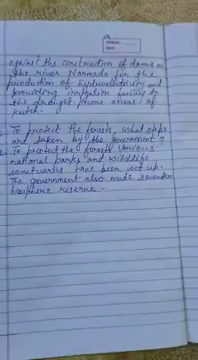 against the construction of dams on
the river Narmada for the
production of hydroelectricity and
providing irrigation facility to
the drought prone areas of
Kutch.
To protect the forests, what steps
are taken by the government?
To protect the forests various
national parks and wildlife
sanctuaries have been set up.
The government also made seventeen
biosphere reserve.